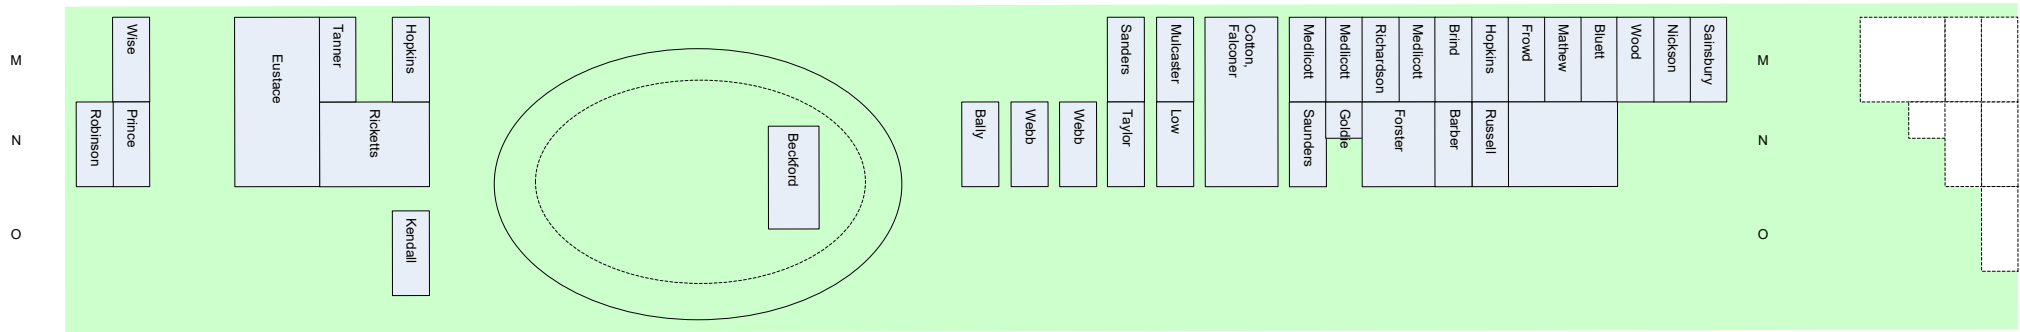 M
Wise
Eustace
Tanner
Hopkins
Sanders
Mulcaster
Cotton,
Falconer
Medlicott
Medlicott
Richardson
Medlicott
Brind
Hopkins
Frowd
Mathew
Bluett
Wood
Nickson
Sainsbury
M
N
Robinson
Prince
Ricketts
Beckford
Bally
Webb
Webb
Taylor
Low
Saunders
Goldie
Forster
Barber
Russell
N
O
Kendall
O